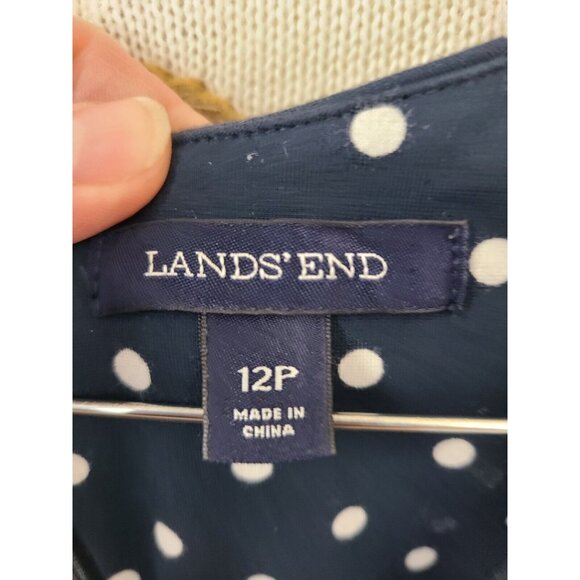 LANDS' END
12P
MADE IN
CHINA